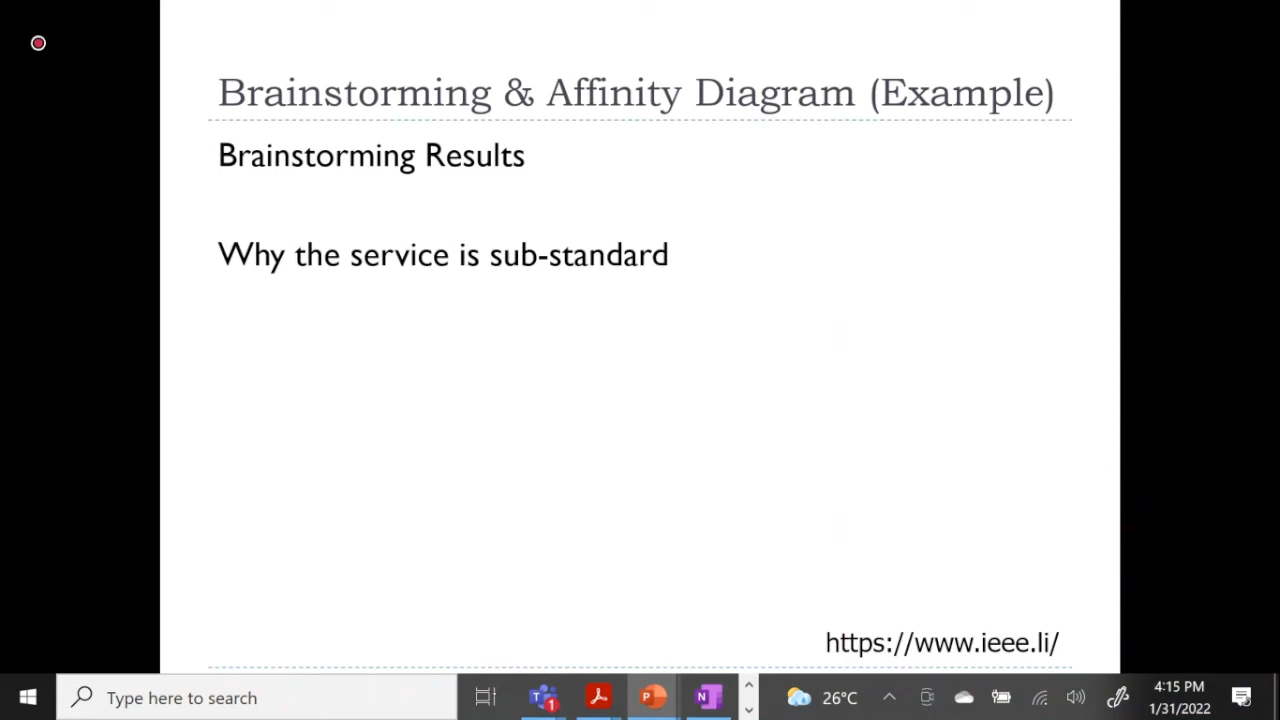 Brainstorming & Affinity Diagram (Example)
Brainstorming Results
Why the service is sub-standard
https://www.ieee.li/
Type here to search
T
1
P
N
26°C
4:15 PM
1/31/2022